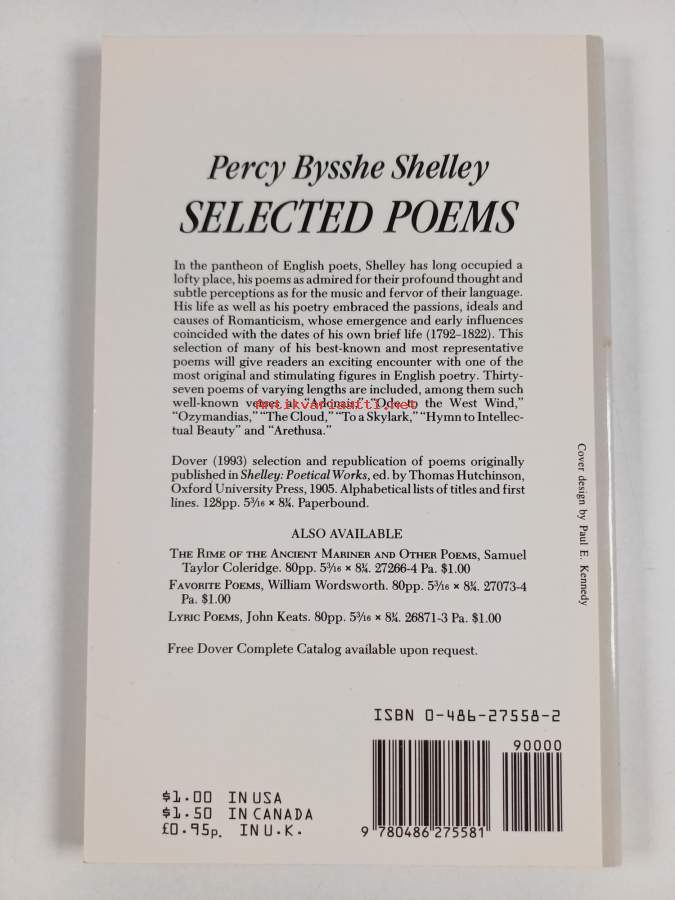 Percy Bysshe Shelley
SELECTED POEMS
In the pantheon of English poets, Shelley has long occupied a
lofty place, his poems as admired for their profound thought and
subtle perceptions as for the music and fervor of their language.
His life as well as his poetry embraced the passions, ideals and
causes of Romanticism, whose emergence and early influences
coincided with the dates of his own brief life (1792–1822). This
selection of many of his best-known and most representative
poems will give readers an exciting encounter with one of the
most original and stimulating figures in English poetry. Thirty-
seven poems of varying lengths are included, among them such
well-known verses as “Adonais,” “Ode to the West Wind,”
Antikvariaatti.net
“Ozymandias,” “The Cloud,” “To a Skylark,” “Hymn to Intellec-
tual Beauty” and “Arethusa.”
Dover (1993) selection and republication of poems originally
published in Shelley: Poetical Works, ed. by Thomas Hutchinson,
Oxford University Press, 1905. Alphabetical lists of titles and first
lines. 128pp. 5³⁄₁₆ × 8¼. Paperbound.
ALSO AVAILABLE
THE RIME OF THE ANCIENT MARINER AND OTHER POEMS, Samuel
Taylor Coleridge. 80pp. 5³⁄₁₆ × 8¼. 27266-4 Pa. $1.00
FAVORITE POEMS, William Wordsworth. 80pp. 5³⁄₁₆ × 8¼. 27073-4
Pa. $1.00
LYRIC POEMS, John Keats. 80pp. 5³⁄₁₆ × 8¼. 26871-3 Pa. $1.00
Free Dover Complete Catalog available upon request.
Cover design by Paul E. Kennedy
ISBN 0-486-27558-2
90000
9 780486 275581
$1.00 IN USA
$1.50 IN CANADA
£0.95p. IN U.K.